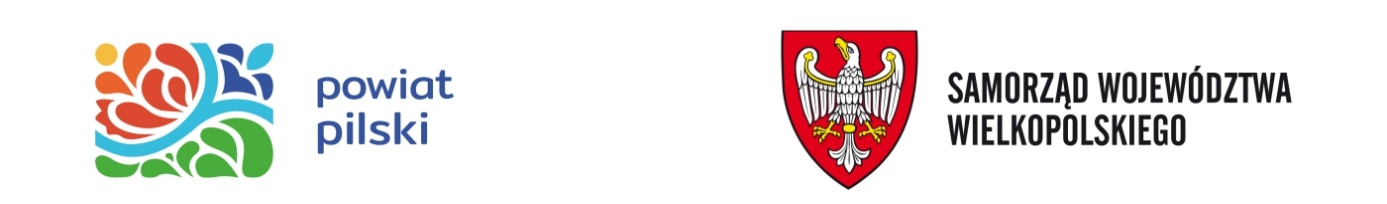 powiat
pilski
SAMORZĄD WOJEWÓDZTWA
WIELKOPOLSKIEGO